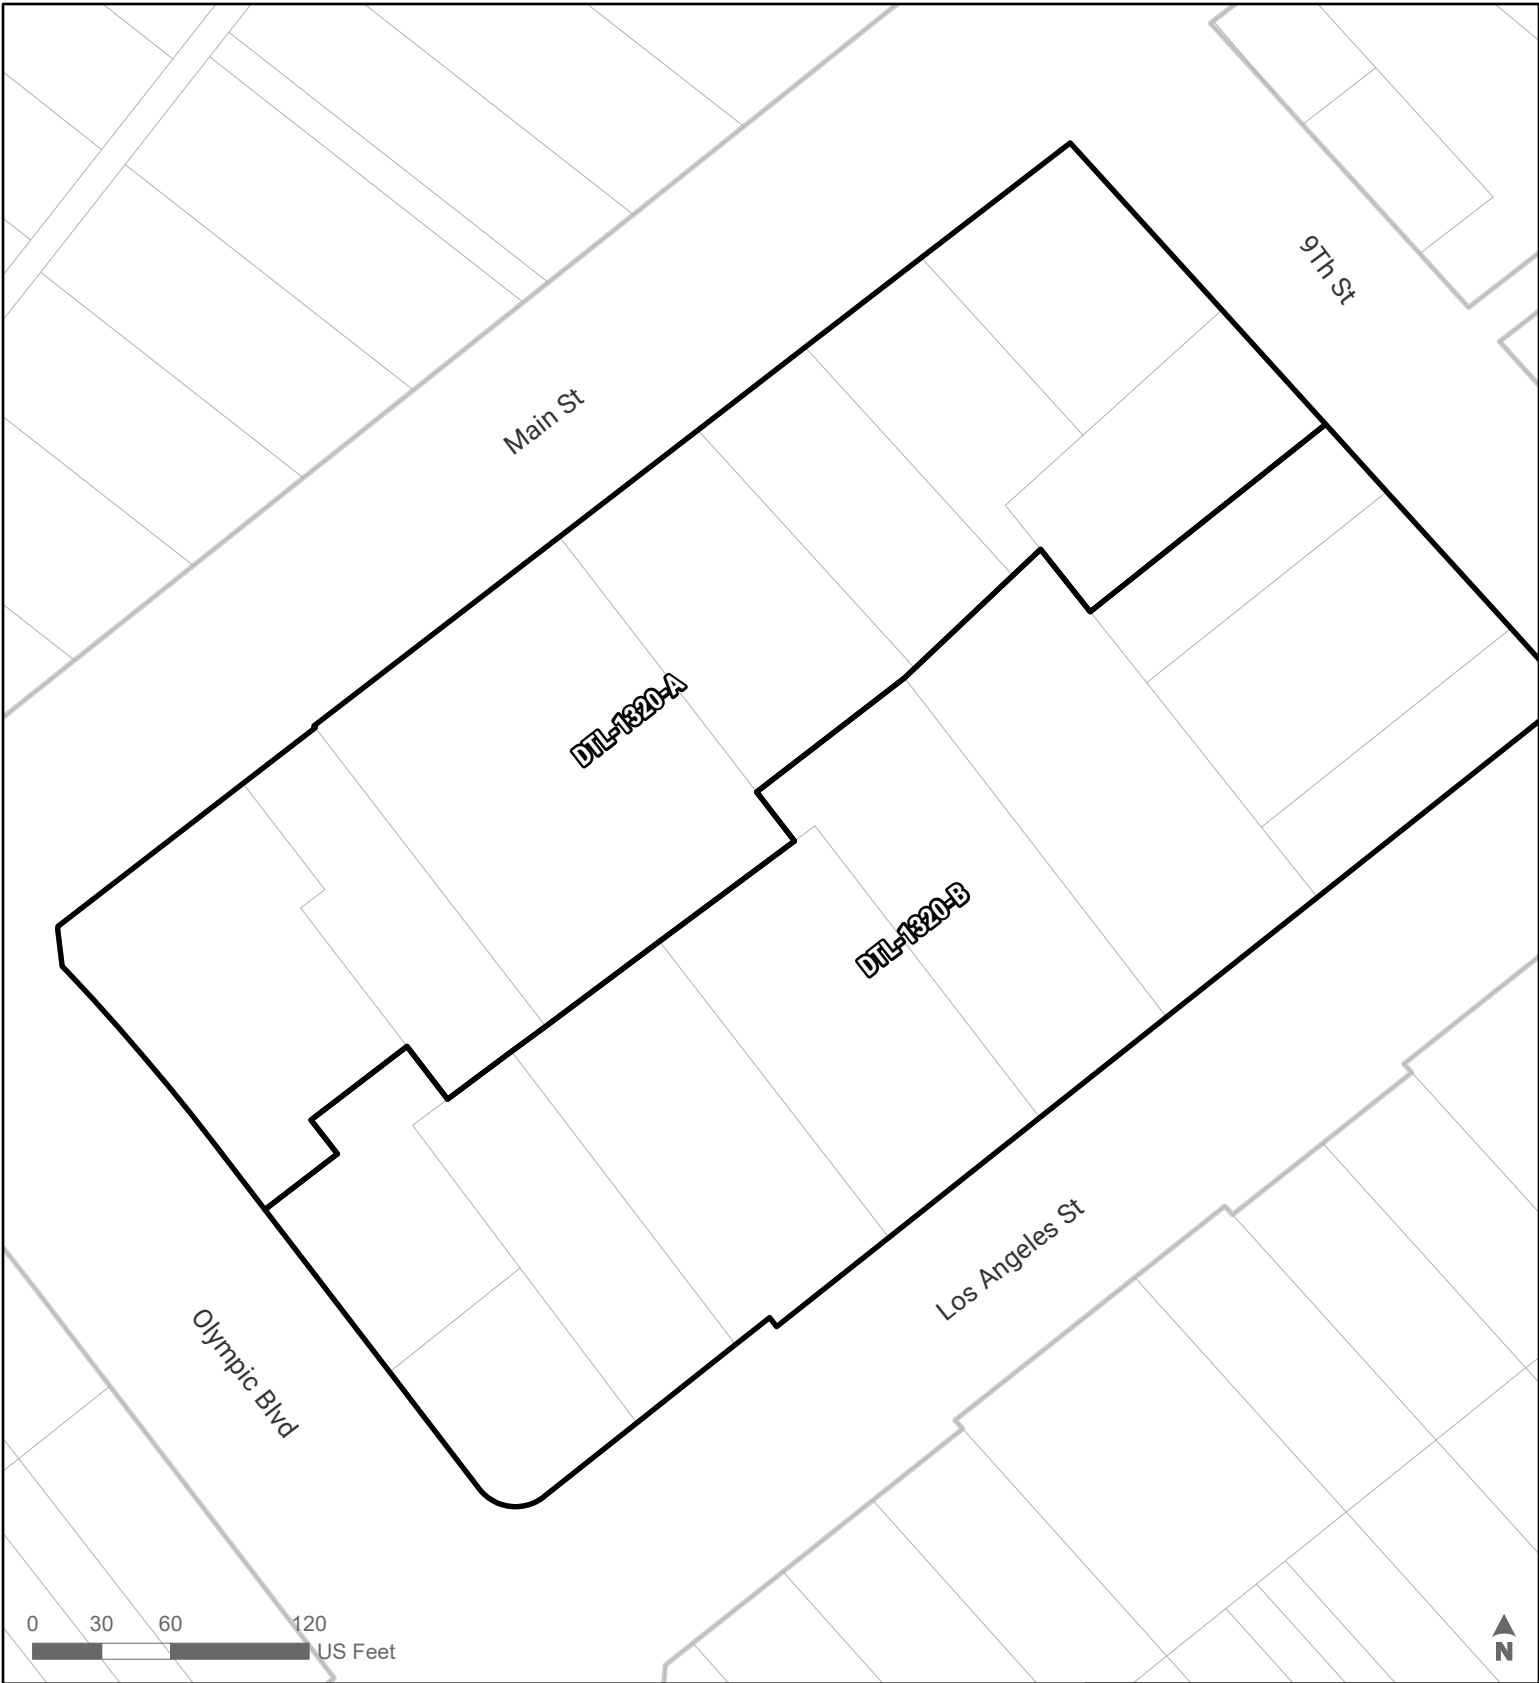 9Th St
Main St
DTL-1320-A
DTL-1320-B
Los Angeles St
Olympic Blvd
0 30 60 120
US Feet
N